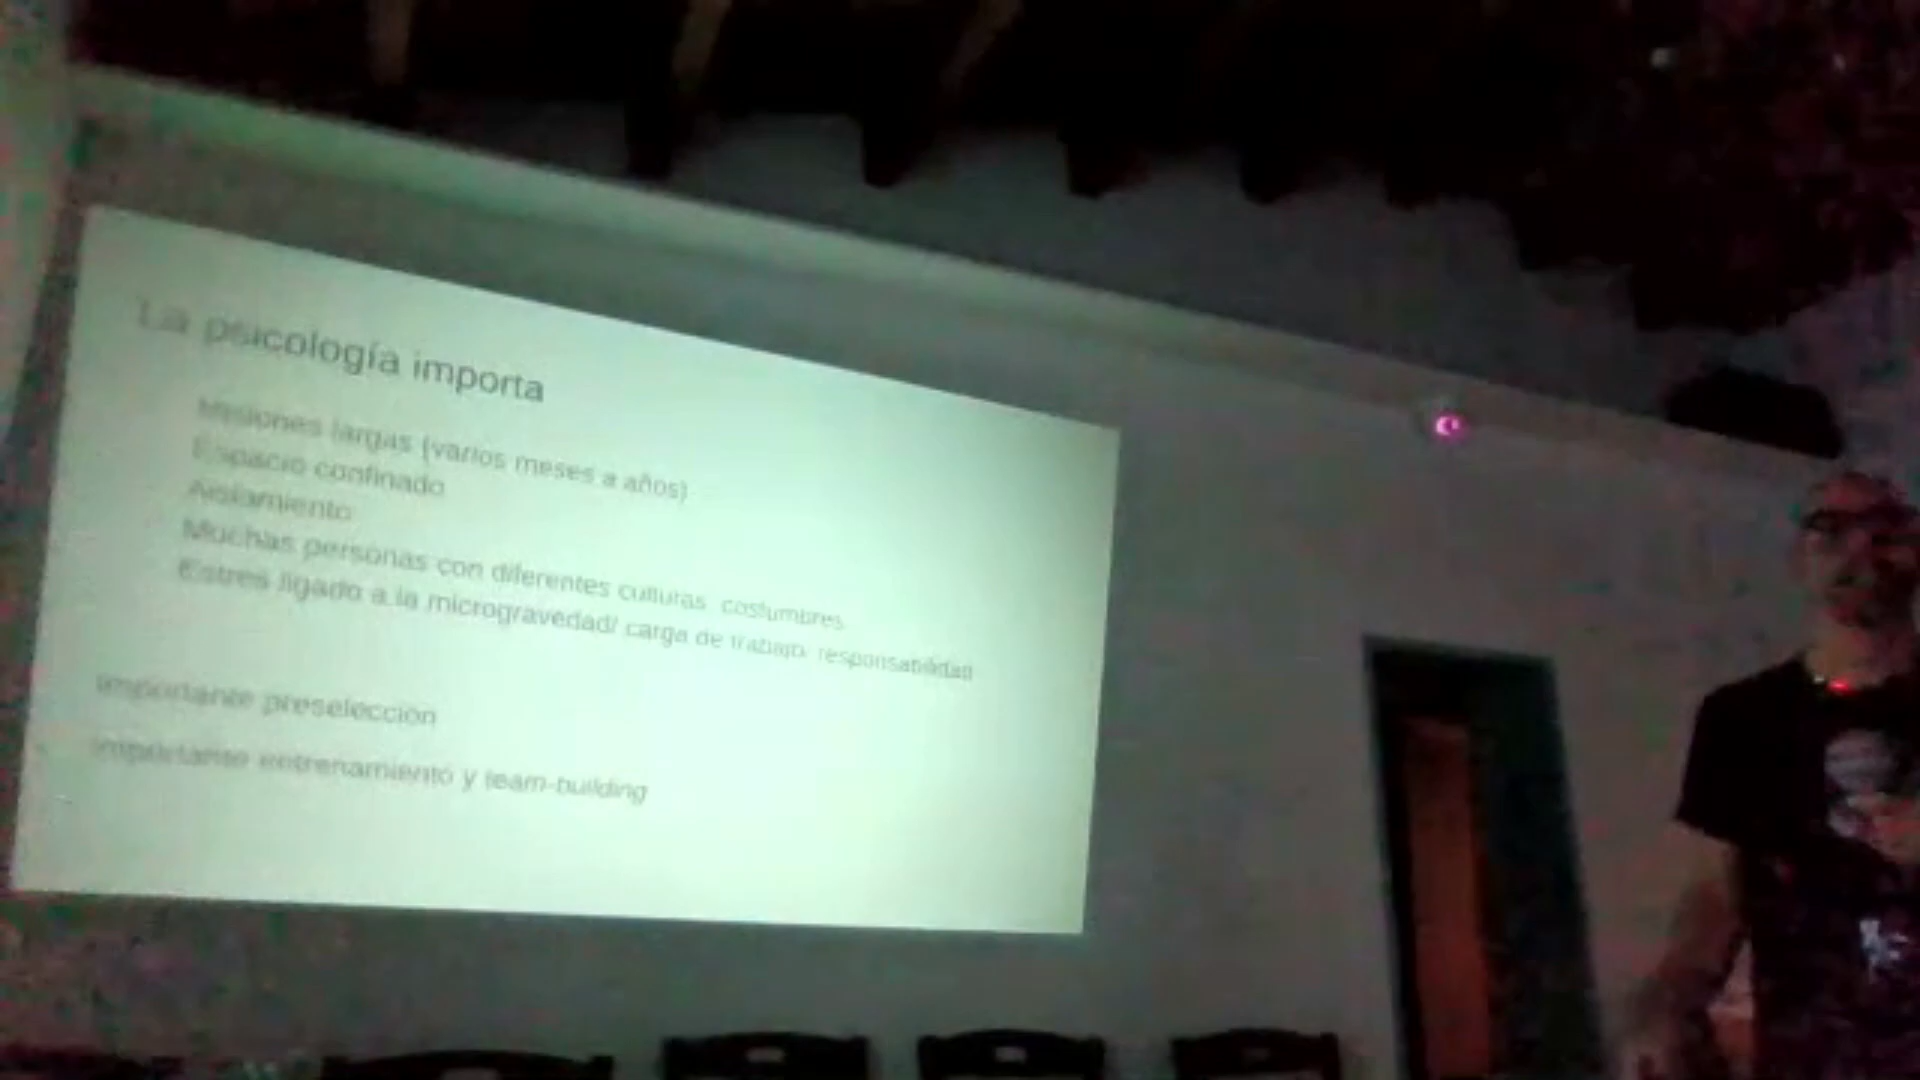 La psicología importa
Misiones largas (varios meses a años)
Espacio confinado
Aislamiento
Muchas personas con diferentes culturas costumbres
Estres ligado a la microgravedad/ carga de trabajo/ responsabilidad
importante preselección
importante entrenamiento y team-building